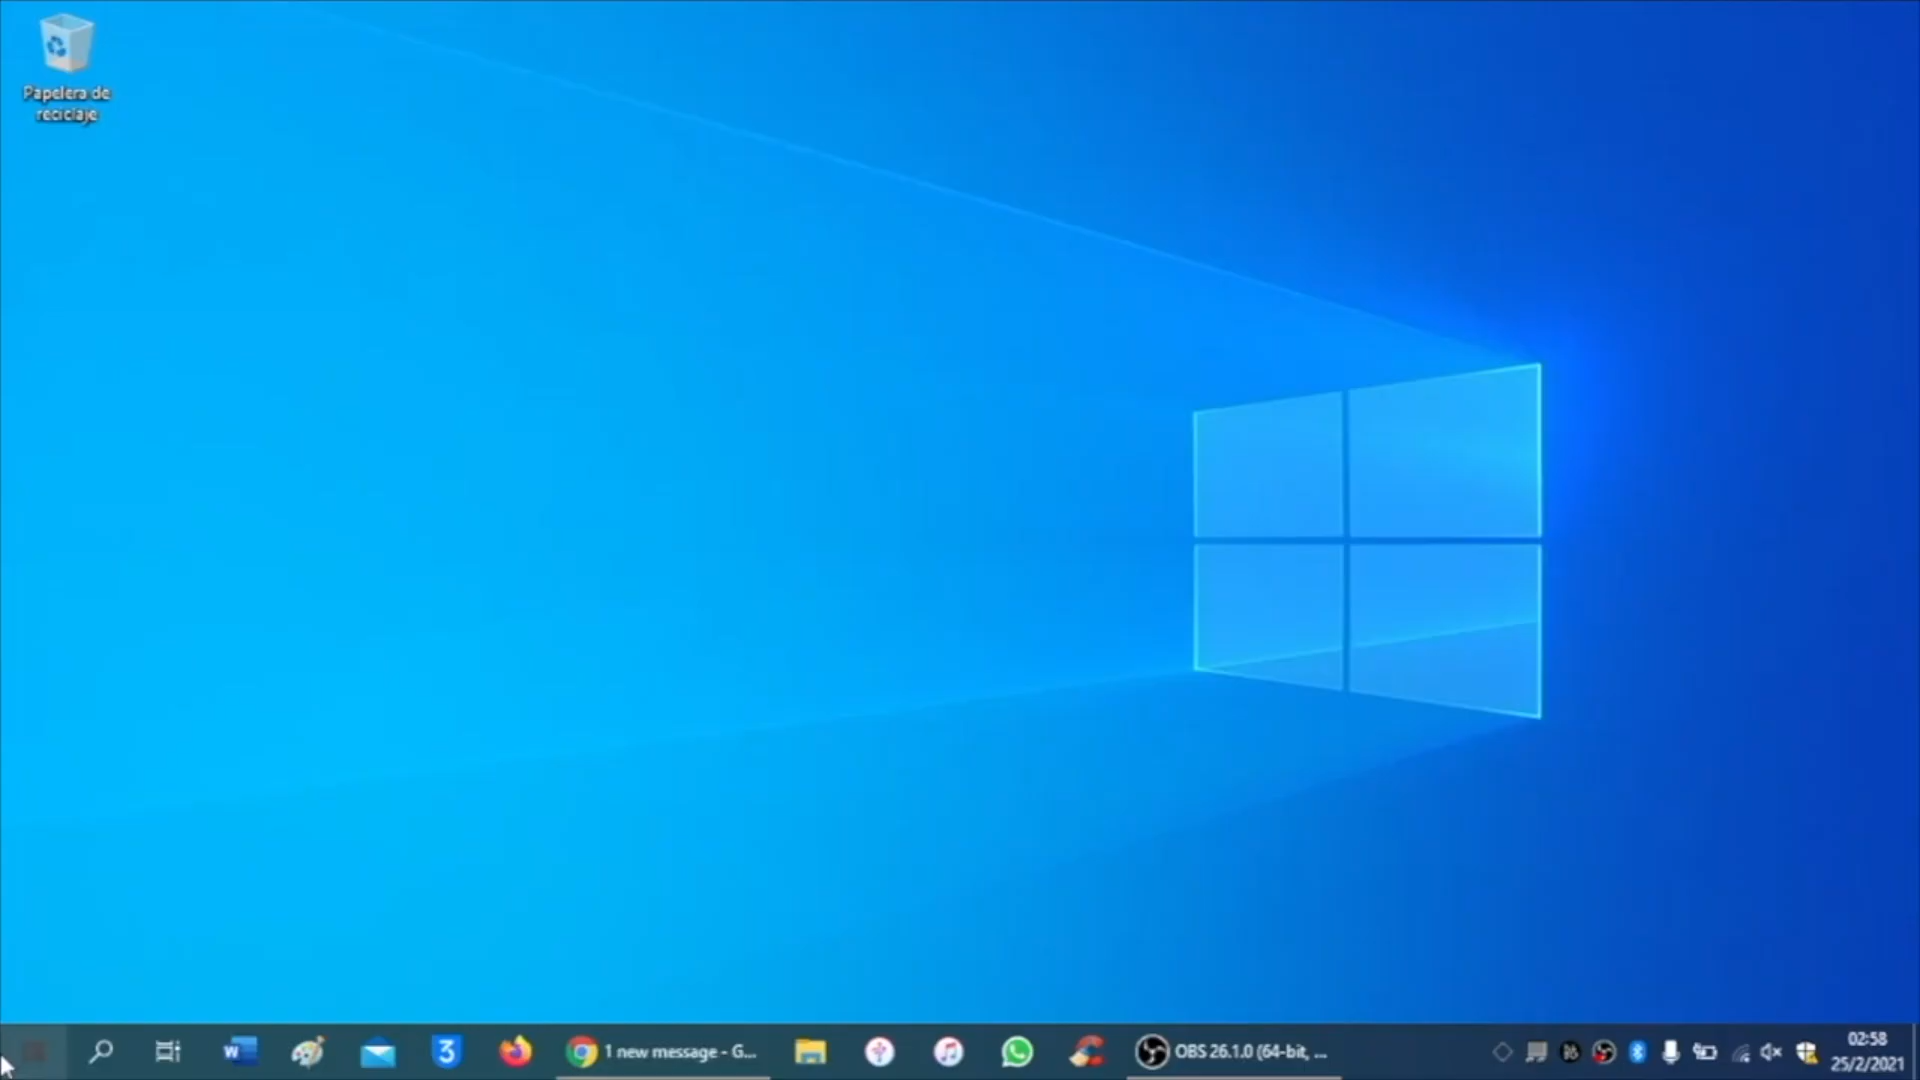 Papelera de
reciclaje
1 new message - G...
OBS 26.1.0 (64-bit, ...
02:58
25/2/2021